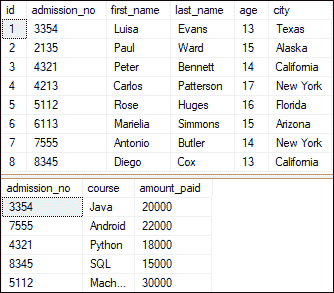 id admission_no first_name last_name age city
1 3354 Luisa Evans 13 Texas
2 2135 Paul Ward 15 Alaska
3 4321 Peter Bennett 14 California
4 4213 Carlos Patterson 17 New York
5 5112 Rose Huges 16 Florida
6 6113 Marielia Simmons 15 Arizona
7 7555 Antonio Butler 14 New York
8 8345 Diego Cox 13 California
admission_no course amount_paid
3354 Java 20000
7555 Android 22000
4321 Python 18000
8345 SQL 15000
5112 Mach... 30000